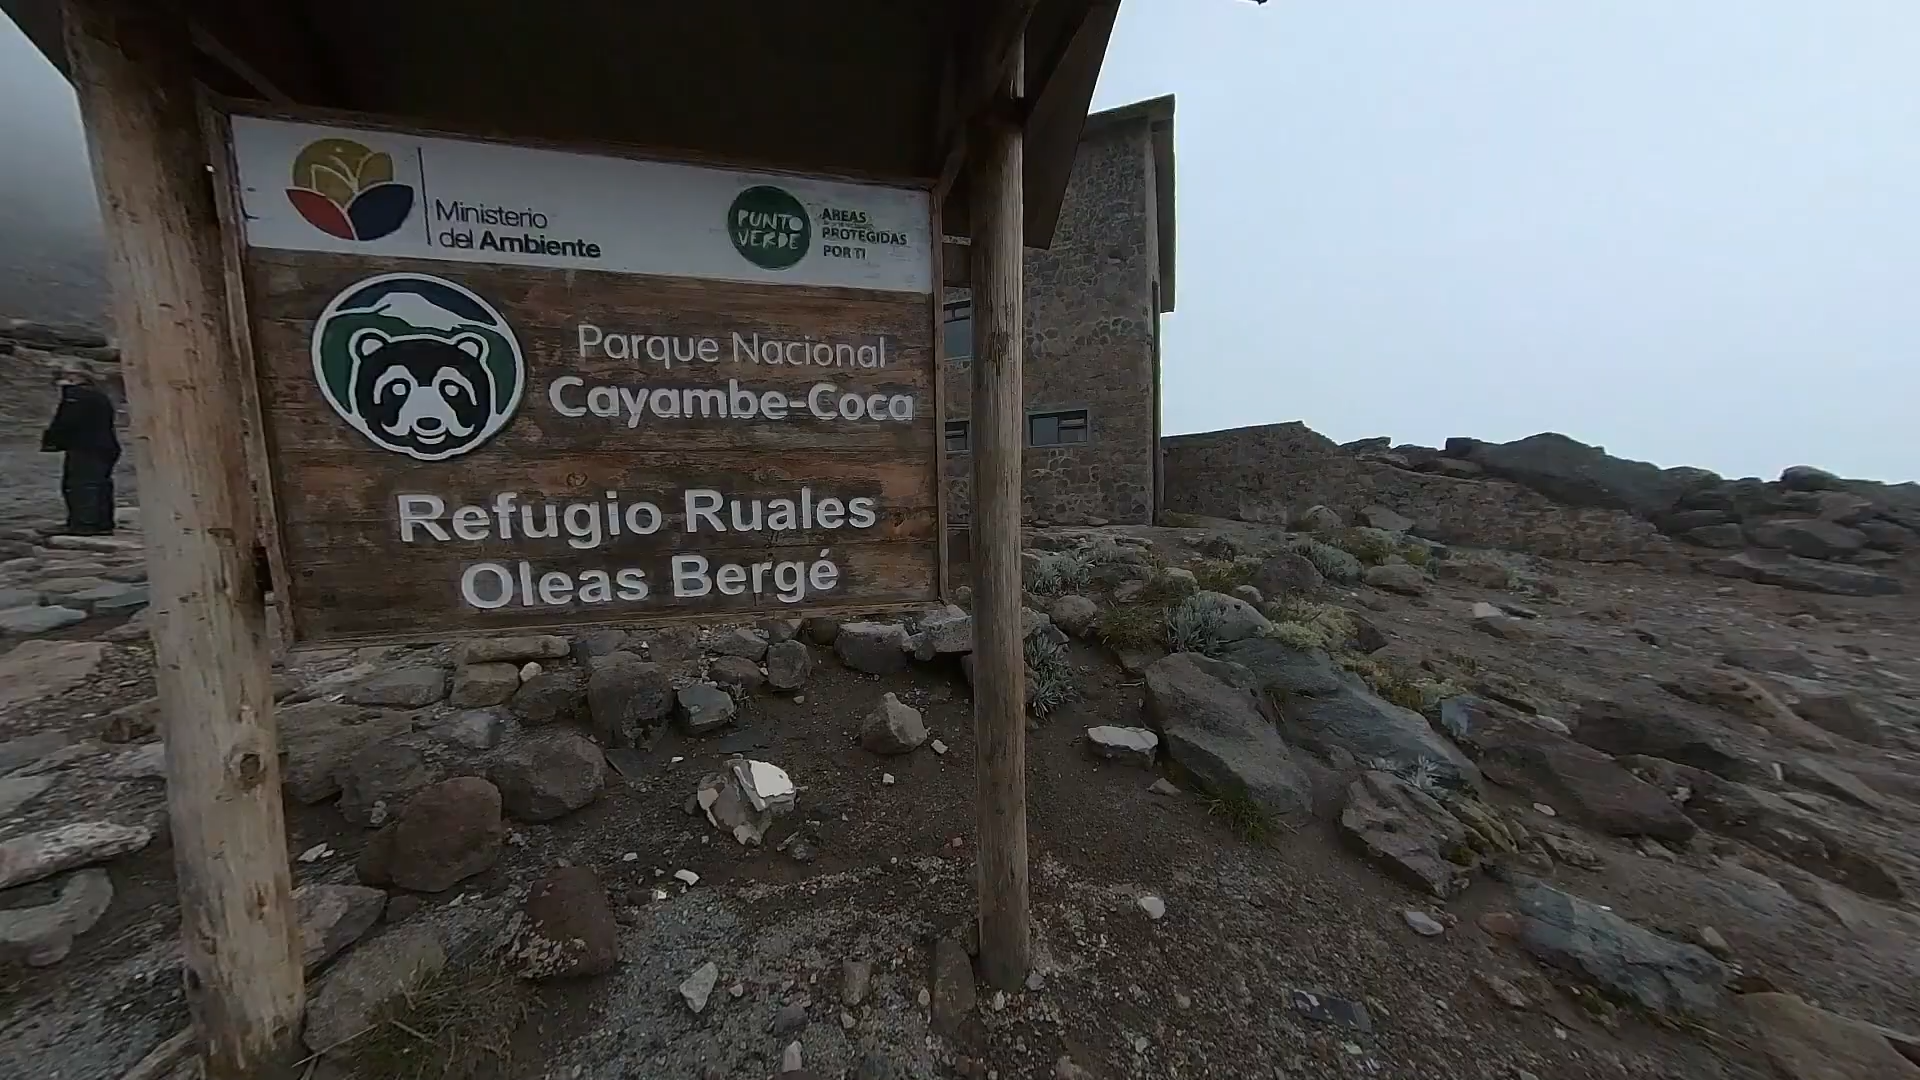 Ministerio
del Ambiente
PUNTO
VERDE
AREAS
PROTEGIDAS
POR TI
Parque Nacional
Cayambe-Coca
Refugio Ruales
Oleas Bergé